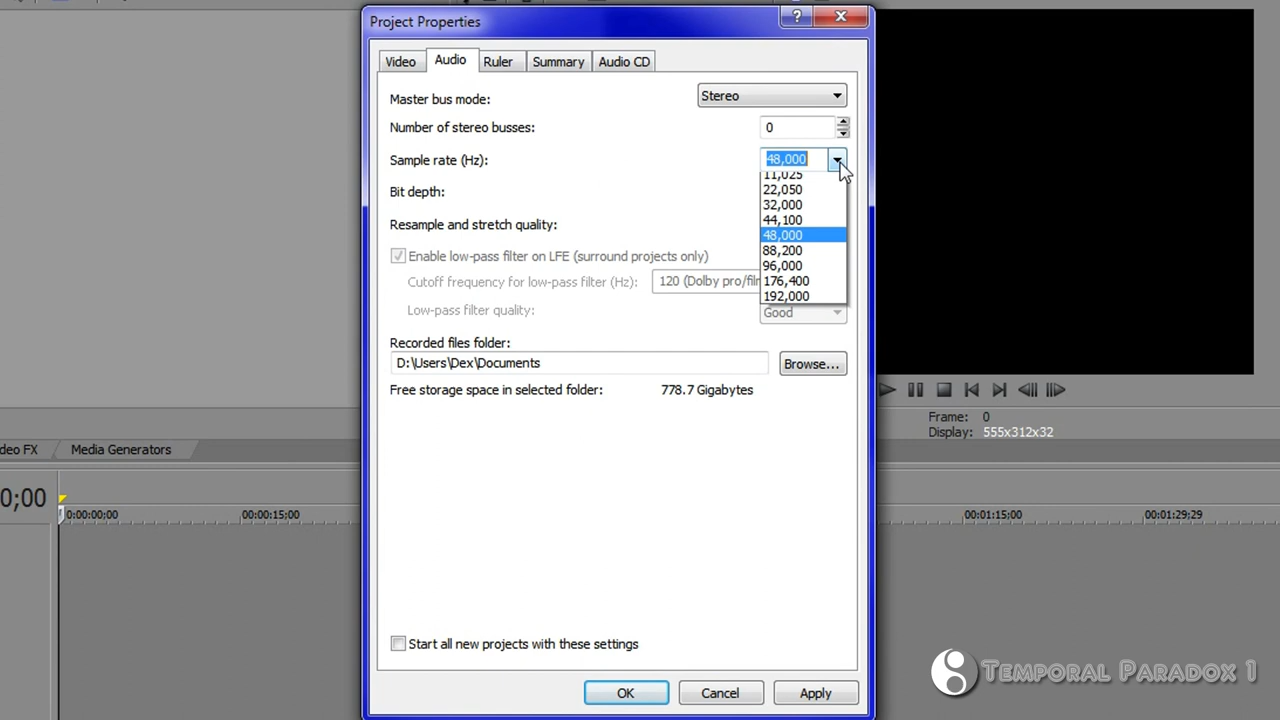 Project Properties
Video
Audio
Ruler
Summary
Audio CD
Master bus mode:
Stereo
Number of stereo busses:
0
Sample rate (Hz):
48,000
11,025
22,050
32,000
44,100
48,000
88,200
96,000
176,400
192,000
Bit depth:
Resample and stretch quality:
Enable low-pass filter on LFE (surround projects only)
Cutoff frequency for low-pass filter (Hz):
120 (Dolby pro/film
Low-pass filter quality:
Good
Recorded files folder:
D:\Users\Dex\Documents
Browse...
Free storage space in selected folder:
778.7 Gigabytes
Start all new projects with these settings
OK
Cancel
Apply
Frame: 0
Display: 555x312x32
deo FX
Media Generators
0;00
0:00:00;00
00:00:15;00
00:01:15;00
00:01:29;29
Temporal Paradox 1